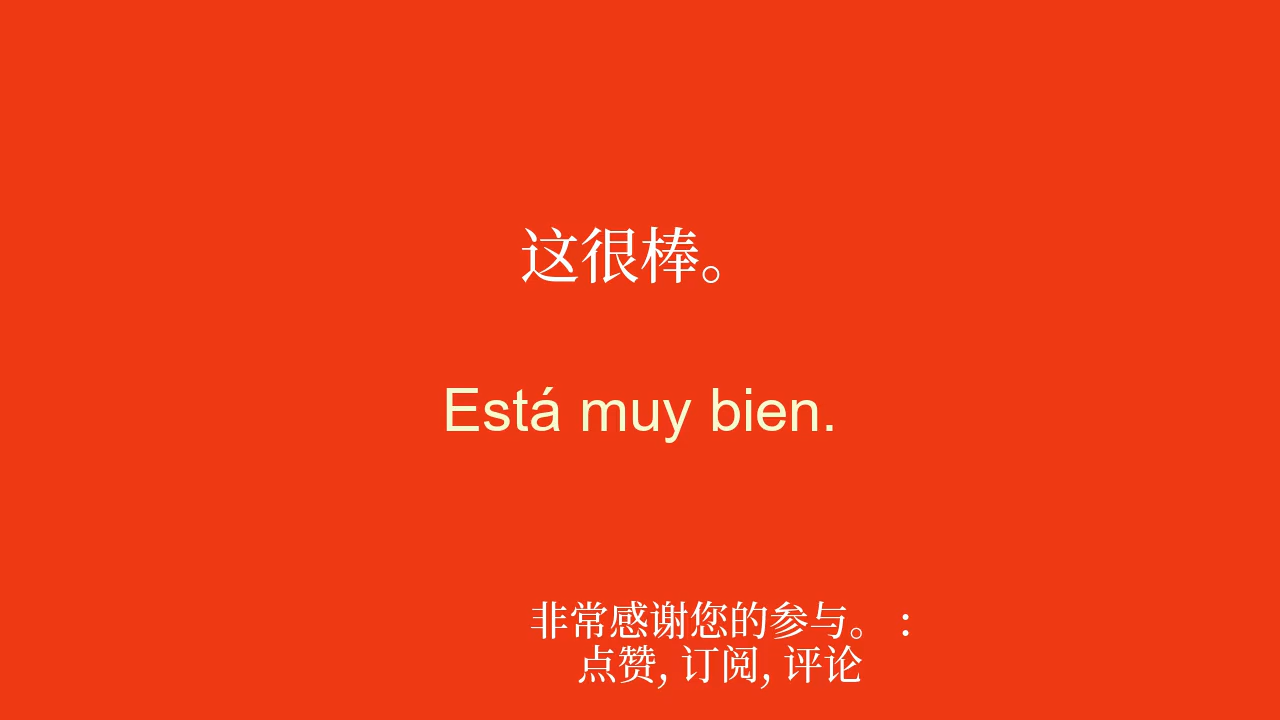 这很棒。
Está muy bien.
非常感谢您的参与。 :
点赞, 订阅, 评论